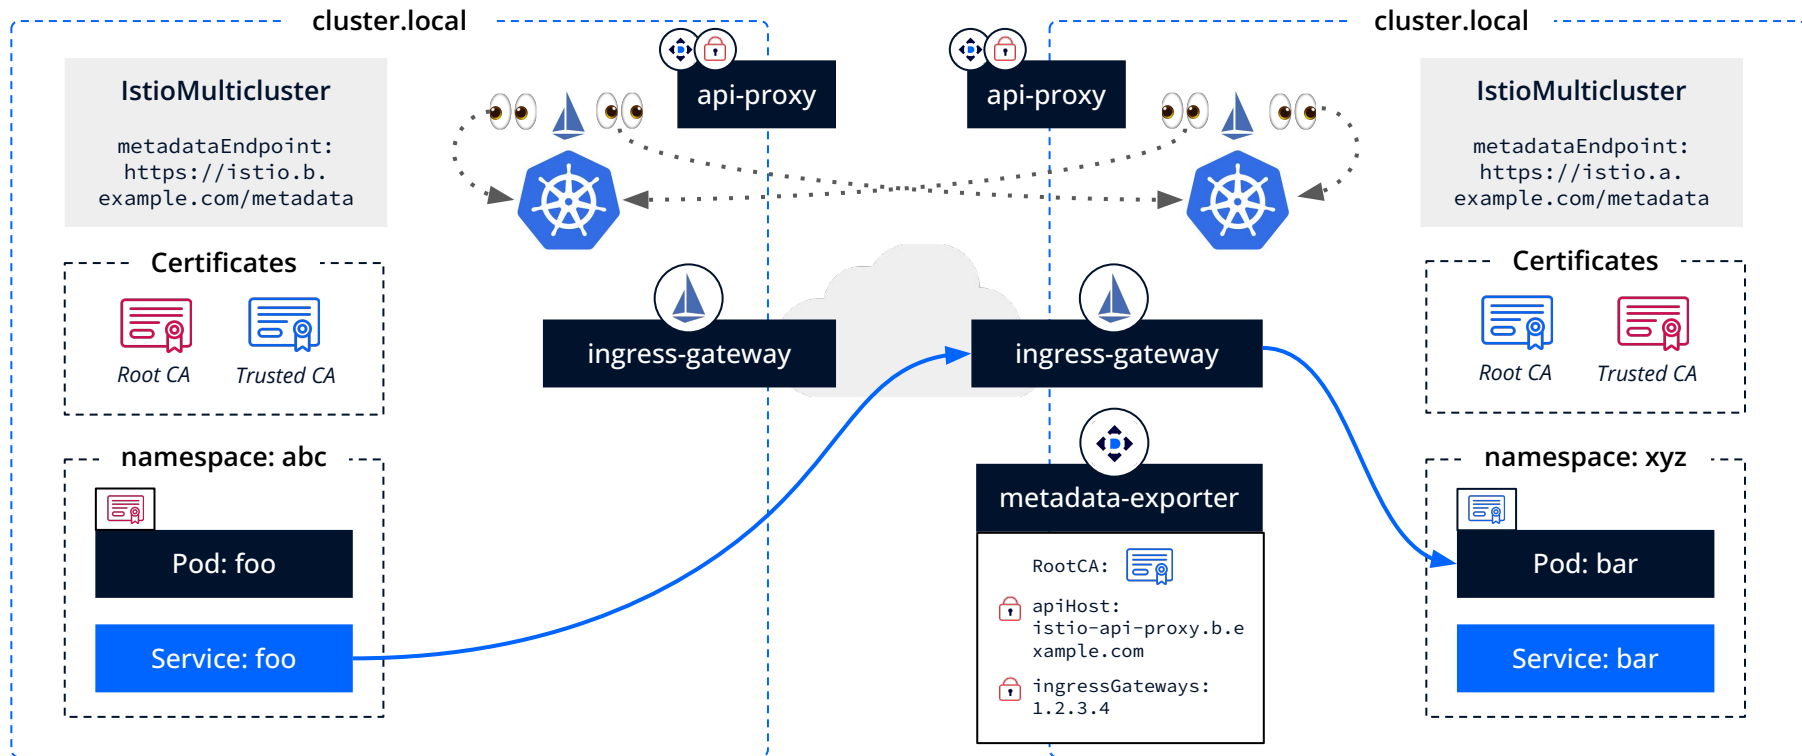 cluster.local
IstioMulticluster
metadataEndpoint:
https://istio.b.
example.com/metadata
Certificates
Root CA
Trusted CA
namespace: abc
Pod: foo
Service: foo
api-proxy
ingress-gateway
cluster.local
api-proxy
ingress-gateway
metadata-exporter
RootCA:
apiHost:
istio-api-proxy.b.e
xample.com
ingressGateways:
1.2.3.4
IstioMulticluster
metadataEndpoint:
https://istio.a.
example.com/metadata
Certificates
Root CA
Trusted CA
namespace: xyz
Pod: bar
Service: bar